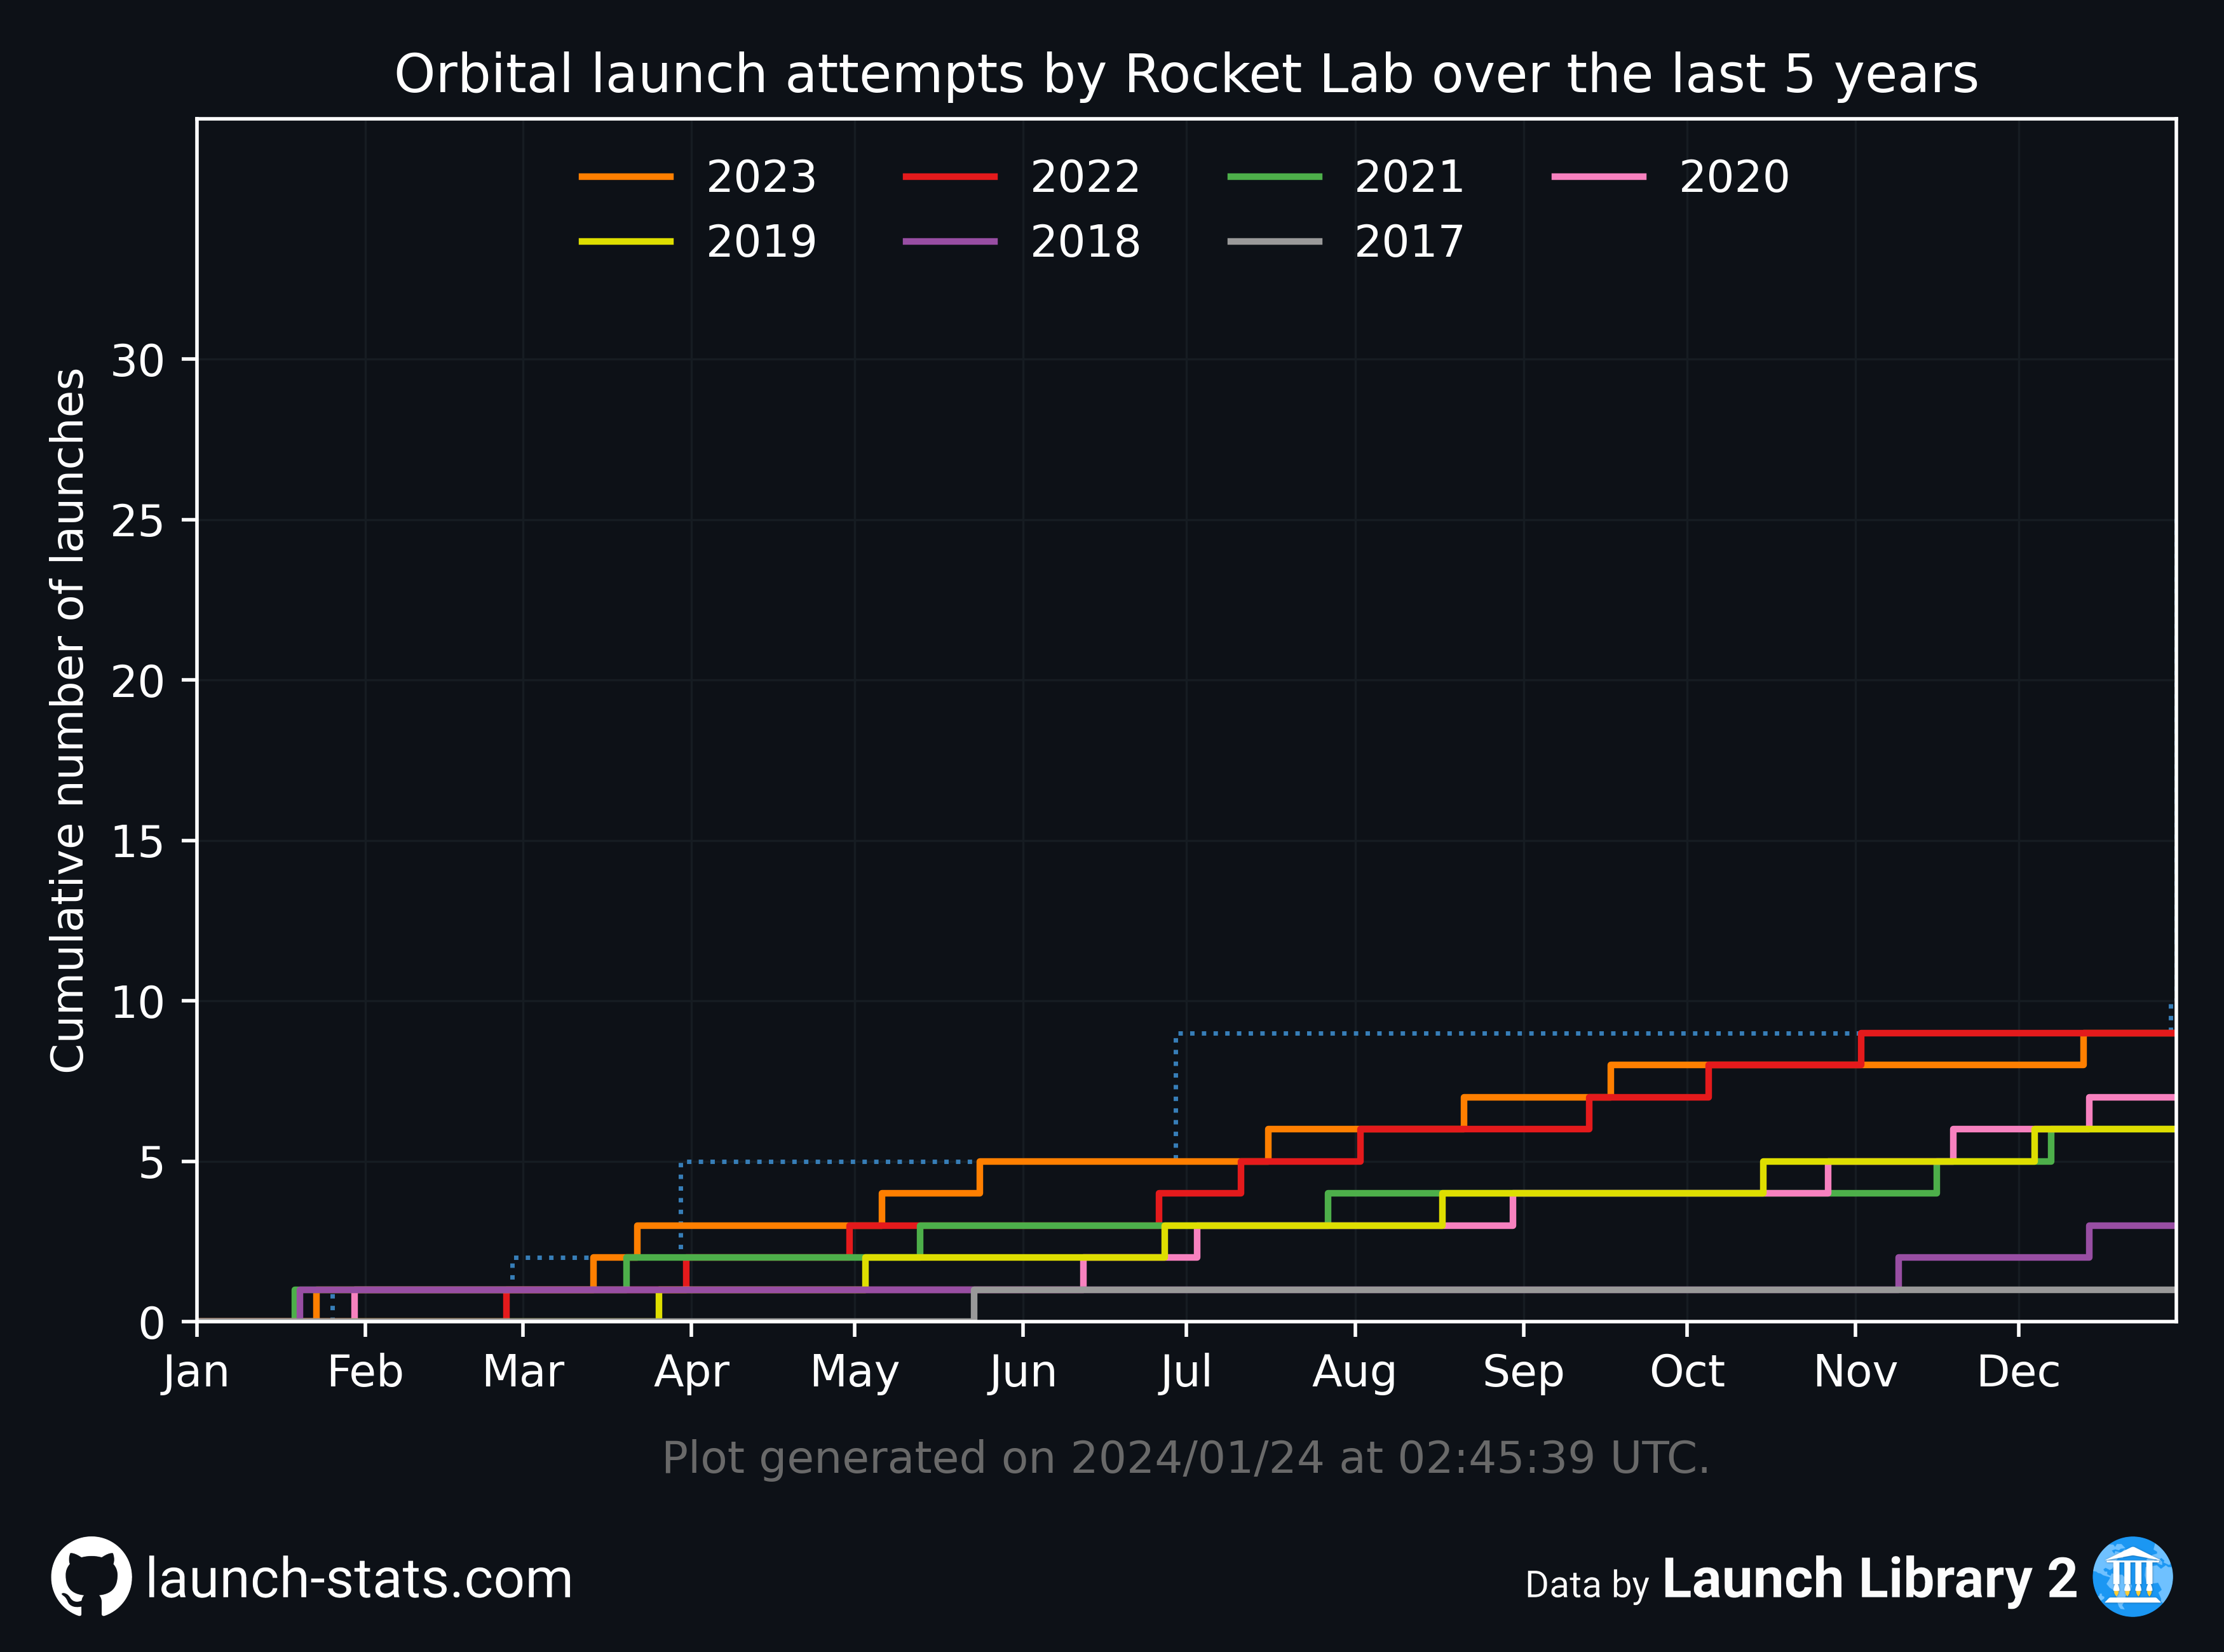 Orbital launch attempts by Rocket Lab over the last 5 years
2023 2022 2021 2020
2019 2018 2017
Cumulative number of launches
30
25
20
15
10
5
0
Jan Feb Mar Apr May Jun Jul Aug Sep Oct Nov Dec
Plot generated on 2024/01/24 at 02:45:39 UTC.
launch-stats.com
Data by Launch Library 2